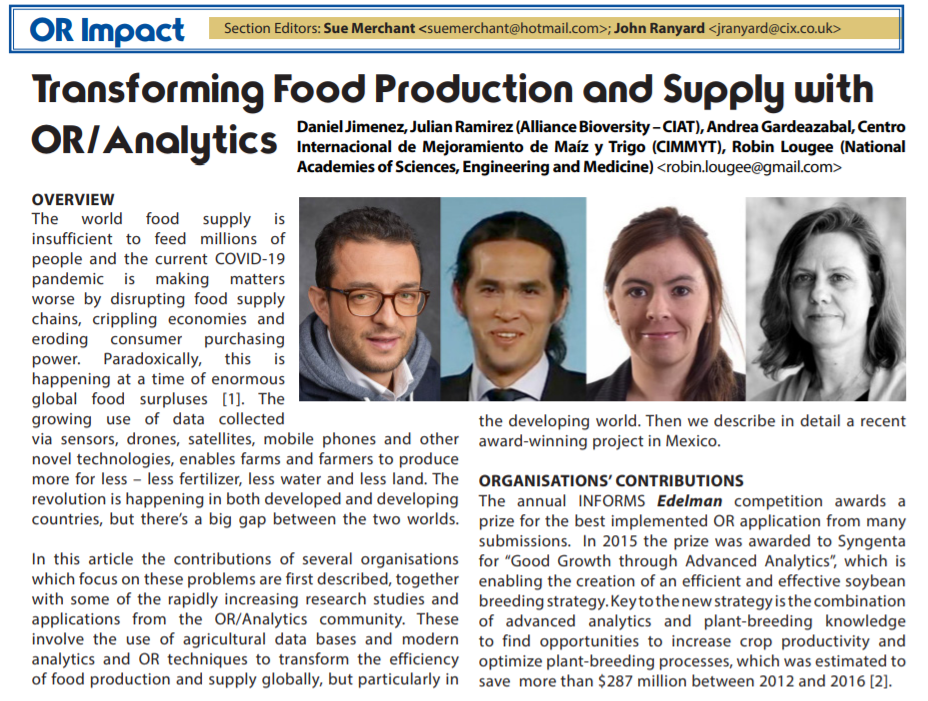 OR Impact
Section Editors: Sue Merchant <suemerchant@hotmail.com>; John Ranyard <jranyard@cix.co.uk>
Transforming Food Production and Supply with
OR/Analytics
Daniel Jimenez, Julian Ramirez (Alliance Bioversity – CIAT), Andrea Gardeazabal, Centro
Internacional de Mejoramiento de Maíz y Trigo (CIMMYT), Robin Lougee (National
Academies of Sciences, Engineering and Medicine) <robin.lougee@gmail.com>
OVERVIEW
The world food supply is
insufficient to feed millions of
people and the current COVID-19
pandemic is making matters
worse by disrupting food supply
chains, crippling economies and
eroding consumer purchasing
power. Paradoxically, this is
happening at a time of enormous
global food surpluses [1]. The
growing use of data collected
via sensors, drones, satellites, mobile phones and other
novel technologies, enables farms and farmers to produce
more for less – less fertilizer, less water and less land. The
revolution is happening in both developed and developing
countries, but there's a big gap between the two worlds.
In this article the contributions of several organisations
which focus on these problems are first described, together
with some of the rapidly increasing research studies and
applications from the OR/Analytics community. These
involve the use of agricultural data bases and modern
analytics and OR techniques to transform the efficiency
of food production and supply globally, but particularly in
the developing world. Then we describe in detail a recent
award-winning project in Mexico.
ORGANISATIONS' CONTRIBUTIONS
The annual INFORMS Edelman competition awards a
prize for the best implemented OR application from many
submissions. In 2015 the prize was awarded to Syngenta
for "Good Growth through Advanced Analytics", which is
enabling the creation of an efficient and effective soybean
breeding strategy. Key to the new strategy is the combination
of advanced analytics and plant-breeding knowledge
to find opportunities to increase crop productivity and
optimize plant-breeding processes, which was estimated to
save more than $287 million between 2012 and 2016 [2].